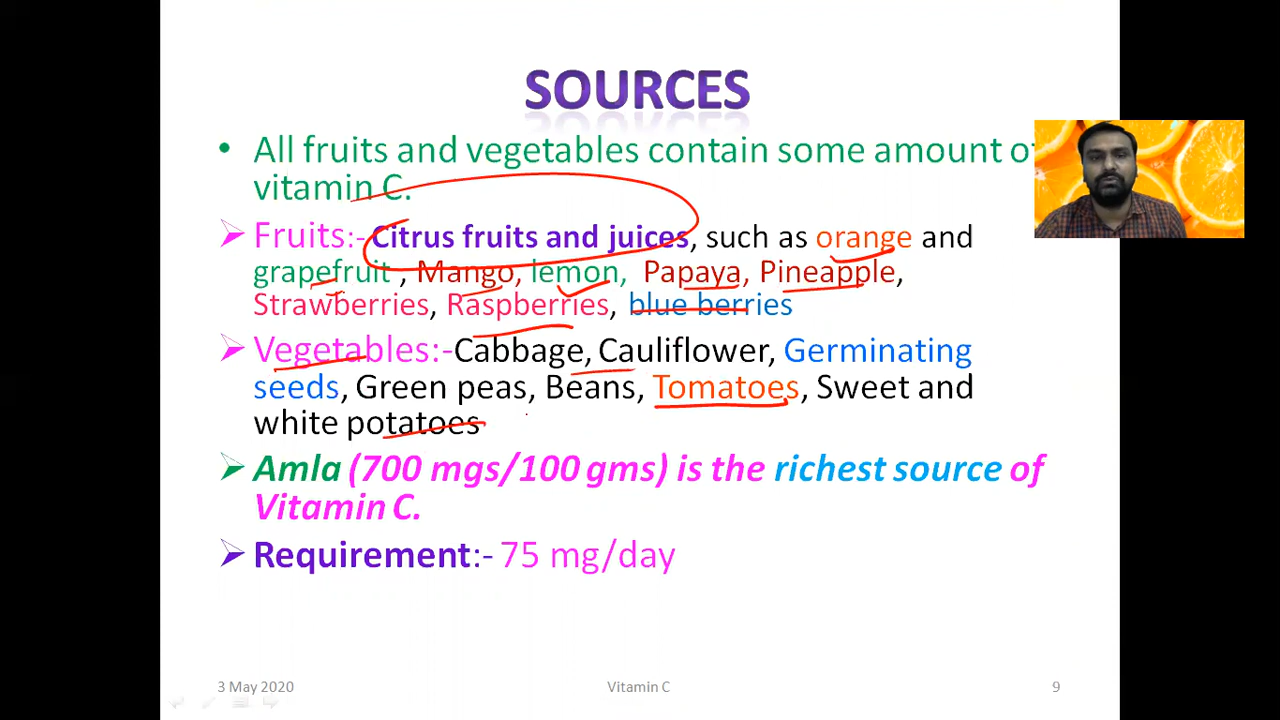 SOURCES
• All fruits and vegetables contain some amount of
vitamin C.
➢ Fruits:- Citrus fruits and juices, such as orange and
grapefruit , Mango, lemon, Papaya, Pineapple,
Strawberries, Raspberries, blue berries
➢ Vegetables:-Cabbage, Cauliflower, Germinating
seeds, Green peas, Beans, Tomatoes, Sweet and
white potatoes
➢ Amla (700 mgs/100 gms) is the richest source of
Vitamin C.
➢ Requirement:- 75 mg/day
3 May 2020 Vitamin C 9